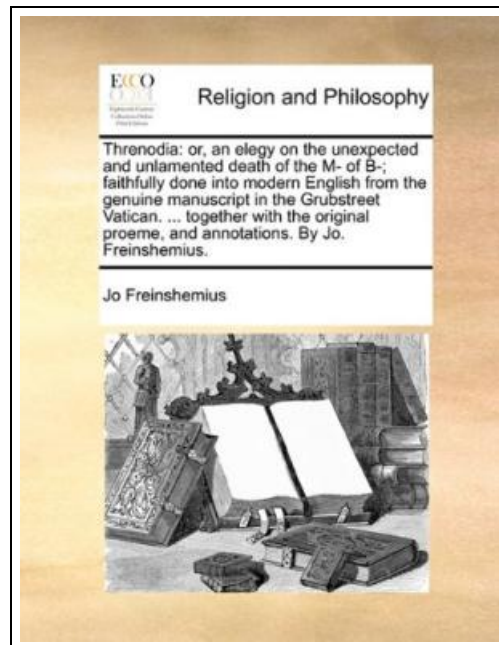 ECCO
Religion and Philosophy
Threnodia: or, an elegy on the unexpected
and unlamented death of the M- of B-;
faithfully done into modern English from the
genuine manuscript in the Grubstreet
Vatican. ... together with the original
proeme, and annotations. By Jo.
Freinshemius.
Jo Freinshemius